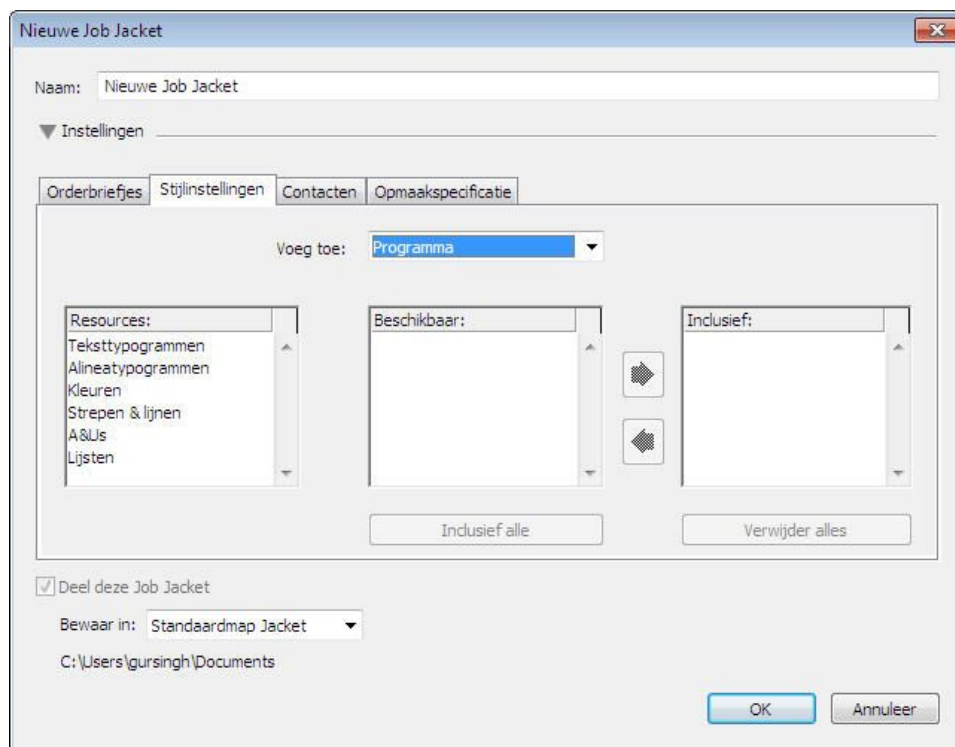 Nieuwe Job Jacket
Naam: Nieuwe Job Jacket
Instellingen
Orderbriefjes Stijlinstellingen Contacten Opmaakspecificatie
Voeg toe: Programma
Resources:
Teksttypogrammen
Alineatypogrammen
Kleuren
Strepen & lijnen
A&Us
Lijsten
Beschikbaar:
Inclusief alle
Inclusief:
Verwijder alles
Deel deze Job Jacket
Bewaar in: Standaardmap Jacket
C:\Users\gursingh\Documents
OK Annuleer